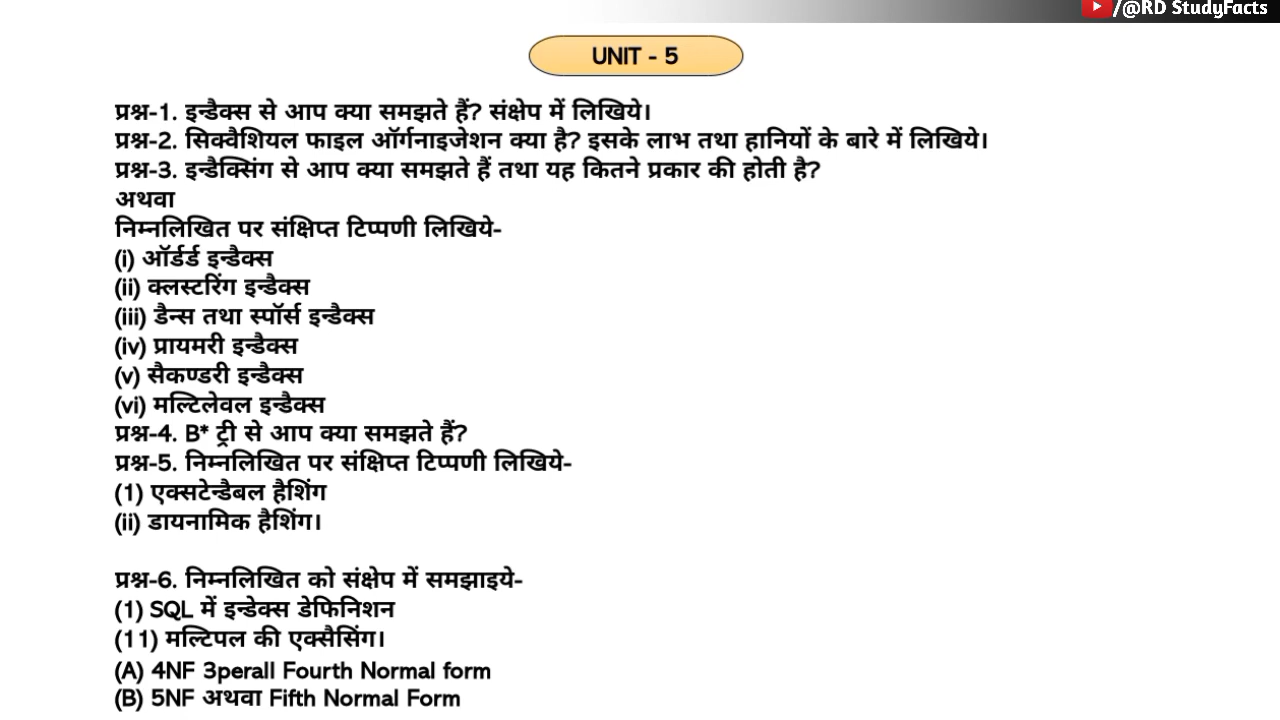 /@RD StudyFacts
UNIT - 5
प्रश्न-1. इन्डैक्स से आप क्या समझते हैं? संक्षेप में लिखिये।
प्रश्न-2. सिक्वैशियल फाइल ऑर्गनाइजेशन क्या है? इसके लाभ तथा हानियों के बारे में लिखिये।
प्रश्न-3. इन्डैक्सिंग से आप क्या समझते हैं तथा यह कितने प्रकार की होती है?
अथवा
निम्नलिखित पर संक्षिप्त टिप्पणी लिखिये-
(i) ऑर्डर्ड इन्डैक्स
(ii) क्लस्टरिंग इन्डैक्स
(iii) डैन्स तथा स्पॉर्स इन्डैक्स
(iv) प्रायमरी इन्डैक्स
(v) सैकण्डरी इन्डैक्स
(vi) मल्टिलेवल इन्डैक्स
प्रश्न-4. B* ट्री से आप क्या समझते हैं?
प्रश्न-5. निम्नलिखित पर संक्षिप्त टिप्पणी लिखिये-
(1) एक्सटेन्डैबल हैशिंग
(ii) डायनामिक हैशिंग।
प्रश्न-6. निम्नलिखित को संक्षेप में समझाइये-
(1) SQL में इन्डेक्स डेफिनिशन
(11) मल्टिपल की एक्सैसिंग।
(A) 4NF 3perall Fourth Normal form
(B) 5NF अथवा Fifth Normal Form